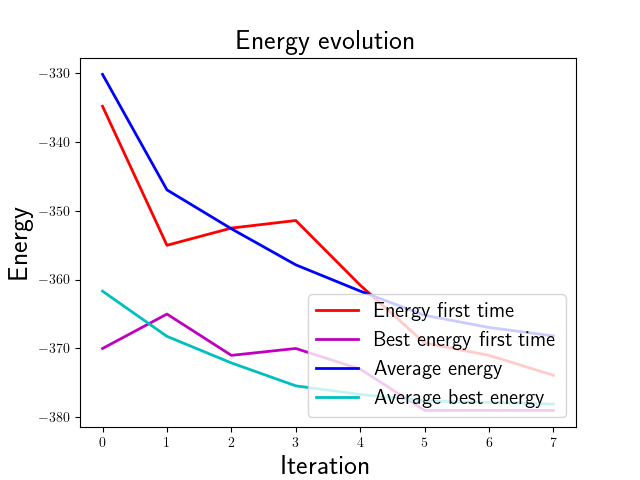 Energy evolution
Energy
−330
−340
−350
−360
−370
−380
Energy first time
Best energy first time
Average energy
Average best energy
0 1 2 3 4 5 6 7
Iteration